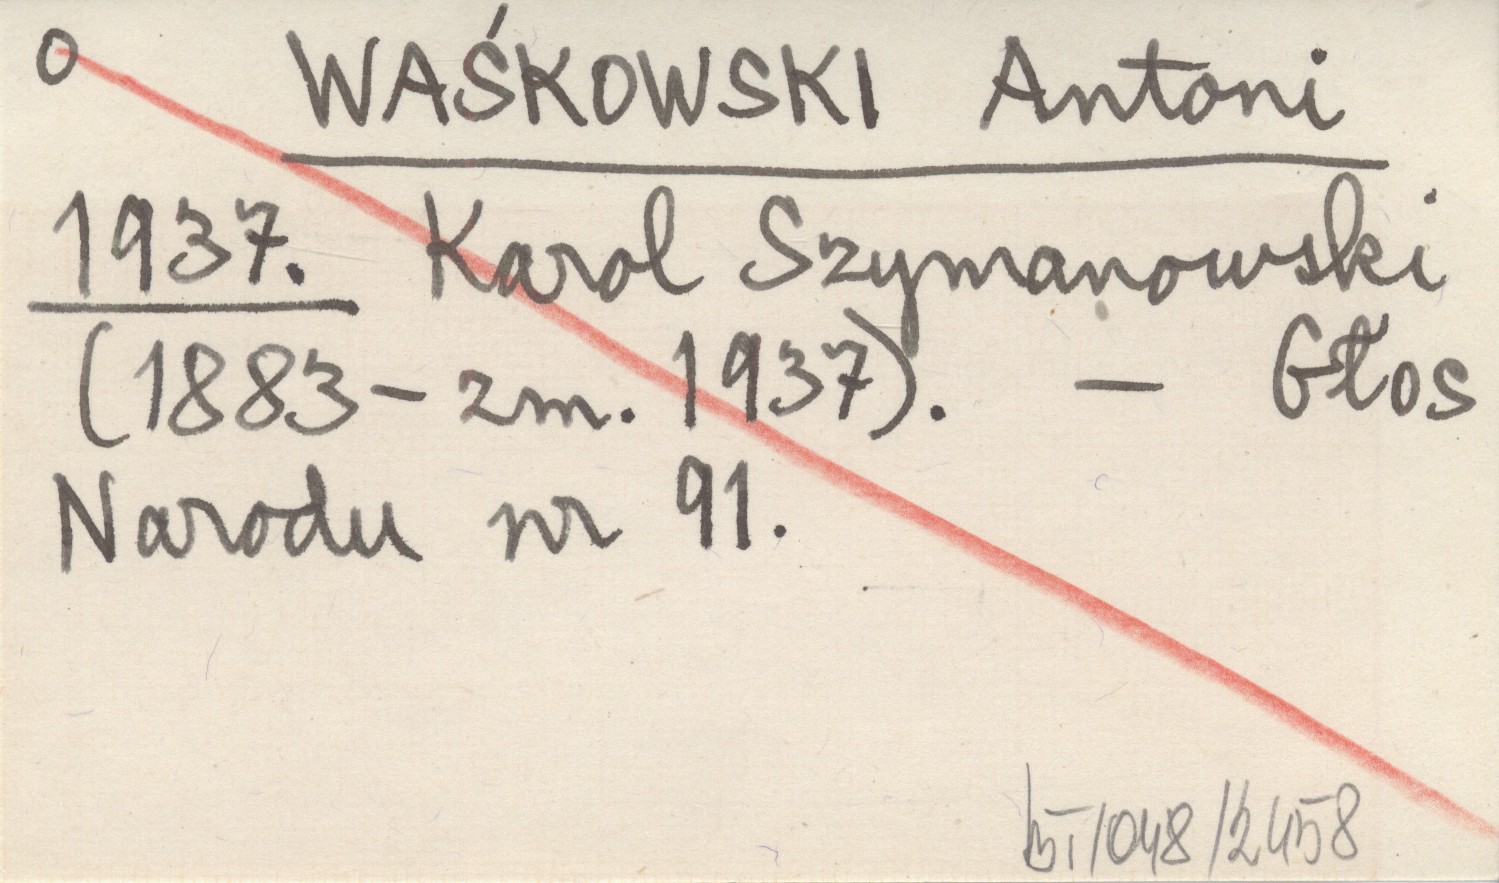 O WAŚKOWSKI Antoni
1937. Karol Szymanowski
(1883 - zm. 1937). — Głos
Narodu nr 91.
BI/048/2458